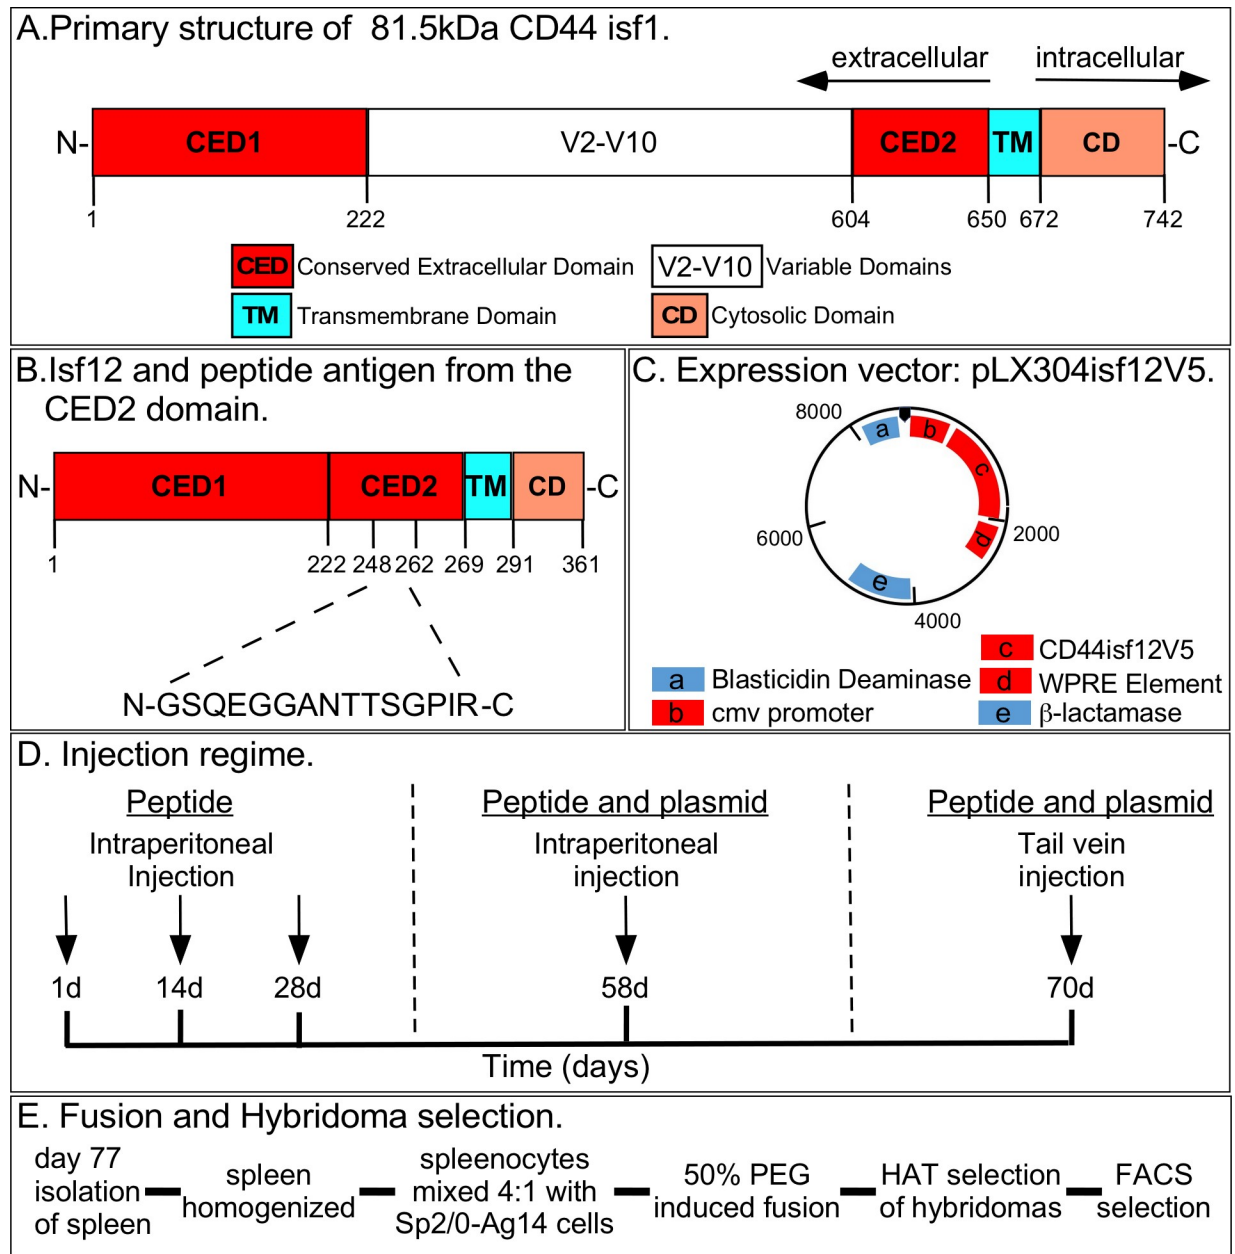 A.Primary structure of  81.5kDa CD44 isf1.
extracellular intracellular
N- CED1 V2-V10 CED2 TM CD -C
1 222 604 650 672 742
CED Conserved Extracellular Domain V2-V10 Variable Domains
TM Transmembrane Domain CD Cytosolic Domain
B.Isf12 and peptide antigen from the
CED2 domain.
N- CED1 CED2 TM CD -C
1 222 248 262 269 291 361
N-GSQEGGANTTSGPIR-C
C. Expression vector: pLX304isf12V5.
8000 a b
c
6000 2000
d
e
4000
c CD44isf12V5
a Blasticidin Deaminase d WPRE Element
b cmv promoter e β-lactamase
D. Injection regime.
Peptide
Intraperitoneal
Injection
Peptide and plasmid
Intraperitoneal
injection
Peptide and plasmid
Tail vein
injection
1d 14d 28d 58d 70d
Time (days)
E. Fusion and Hybridoma selection.
day 77
isolation
of spleen
spleen
homogenized
spleenocytes
mixed 4:1 with
Sp2/0-Ag14 cells
50% PEG
induced fusion
HAT selection
of hybridomas
FACS
selection